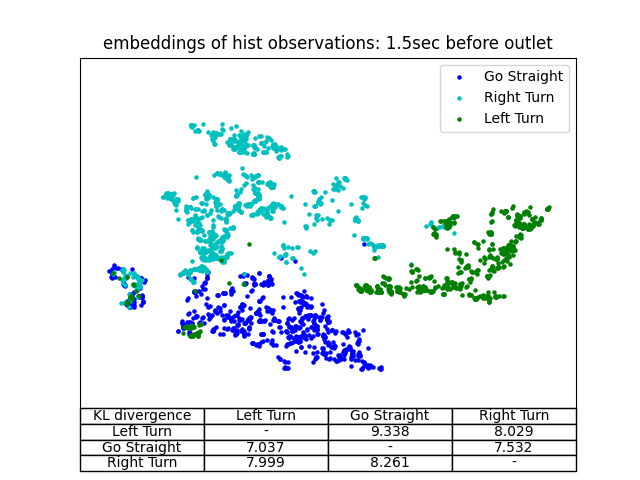 embeddings of hist observations: 1.5sec before outlet
Go Straight
Right Turn
Left Turn
KL divergence Left Turn Go Straight Right Turn
Left Turn - 9.338 8.029
Go Straight 7.037 - 7.532
Right Turn 7.999 8.261 -